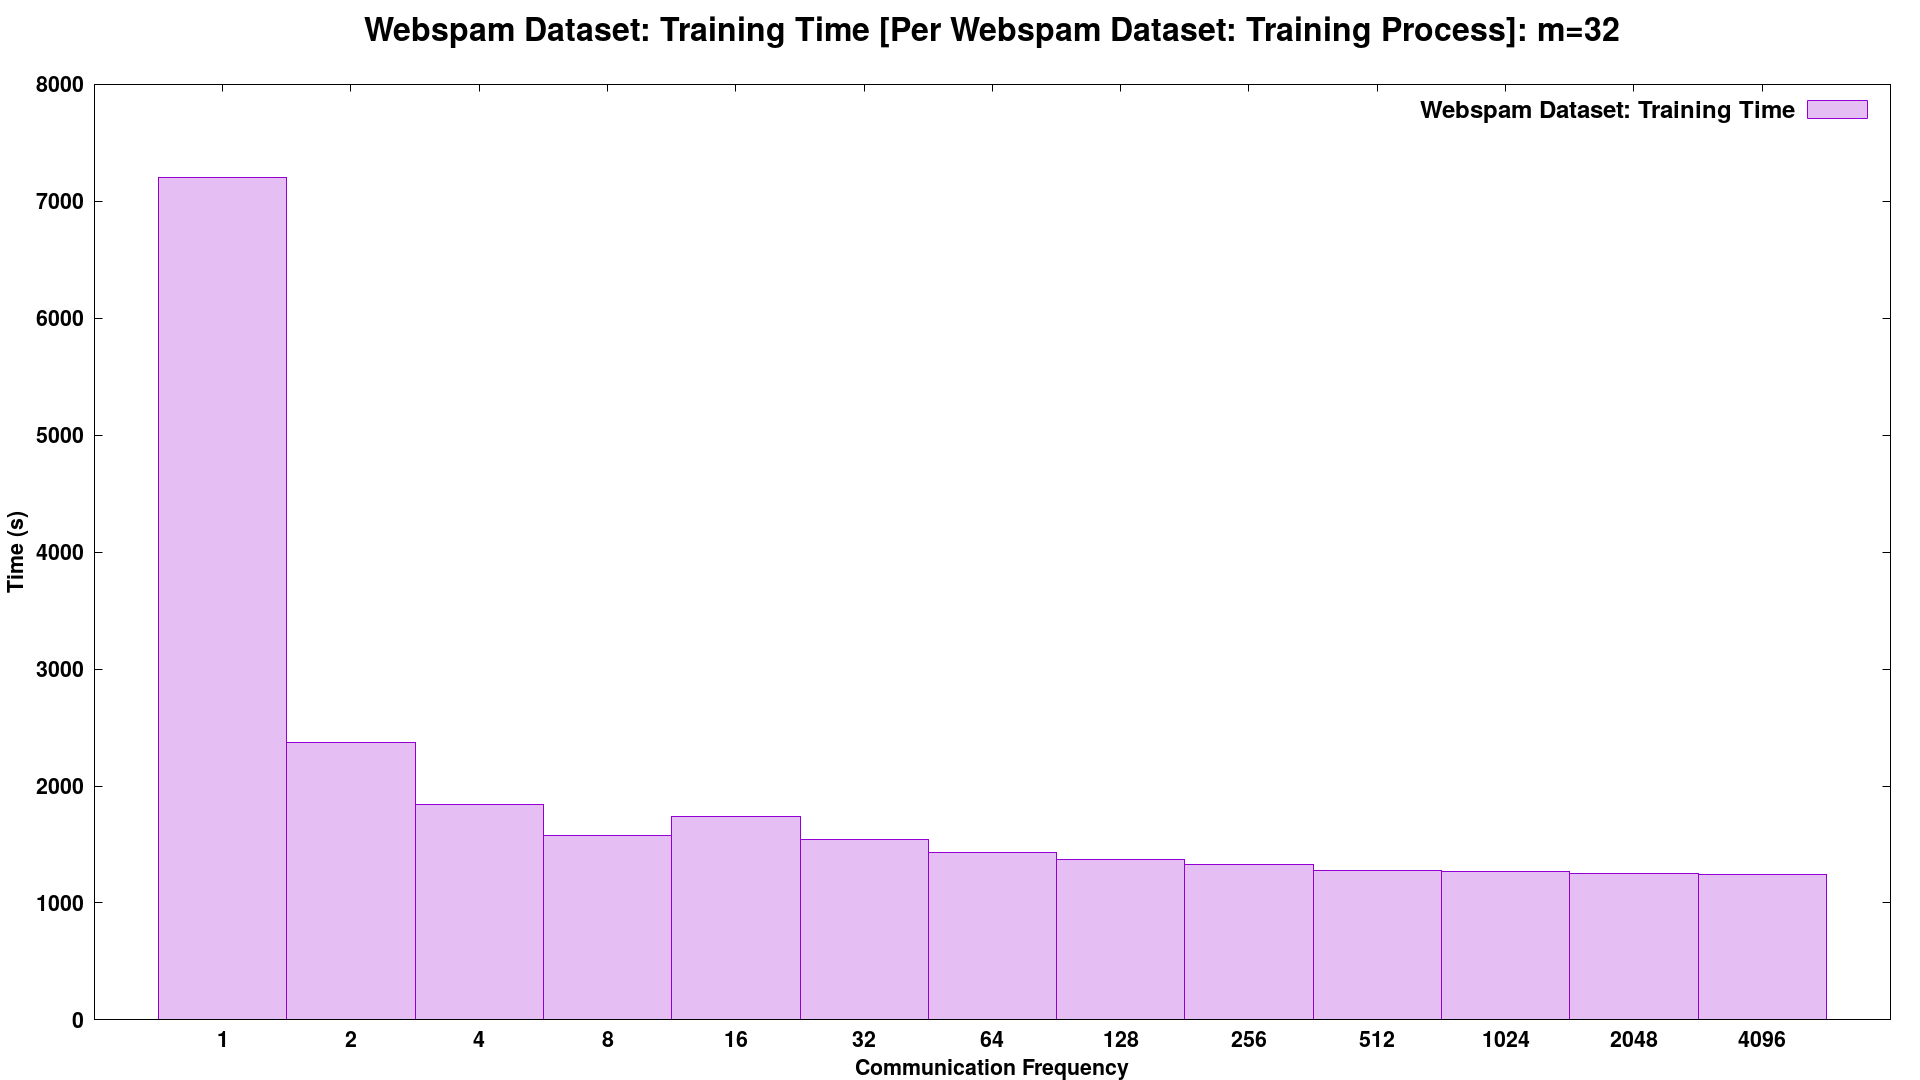 Webspam Dataset: Training Time [Per Webspam Dataset: Training Process]: m=32
Webspam Dataset: Training Time
8000
7000
6000
5000
4000
3000
2000
1000
0
Time (s)
1 2 4 8 16 32 64 128 256 512 1024 2048 4096
Communication Frequency